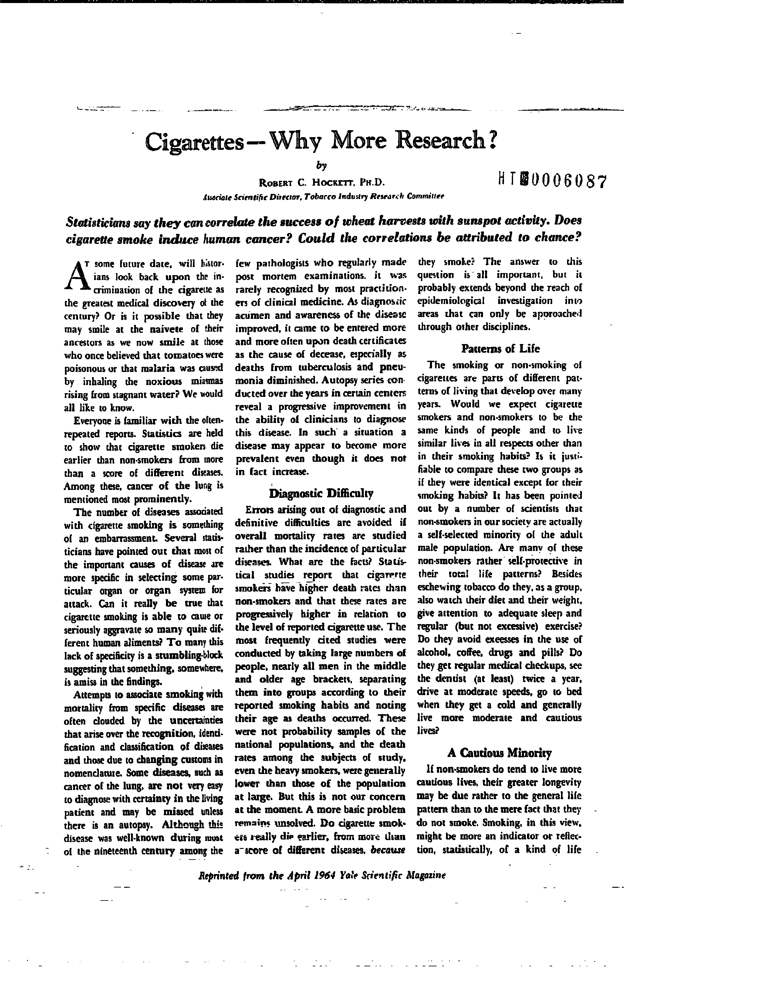 Cigarettes—Why More Research?
by
ROBERT C. HOCKETT, PH.D.
Associate Scientific Director, Tobacco Industry Research Committee
HT 0006087
Statisticians say they can correlate the success of wheat harvests with sunspot activity. Does
cigarette smoke induce human cancer? Could the correlations be attributed to chance?
AT some future date, will histor-
ians look back upon the in-
crimination of the cigarette as
the greatest medical discovery of the
century? Or is it possible that they
may smile at the naivete of their
ancestors as we now smile at those
who once believed that tomatoes were
poisonous or that malaria was caused
by inhaling the noxious miasmas
rising from stagnant water? We would
all like to know.
Everyone is familiar with the often-
repeated reports. Statistics are held
to show that cigarette smokers die
earlier than non-smokers from more
than a score of different diseases.
Among these, cancer of the lung is
mentioned most prominently.
The number of diseases associated
with cigarette smoking is something
of an embarrassment. Several statis-
ticians have pointed out that most of
the important causes of disease are
more specific in selecting some par-
ticular organ or organ system for
attack. Can it really be true that
cigarette smoking is able to cause or
seriously aggravate so many quite dif-
ferent human aliments? To many this
lack of specificity is a stumbling-block
suggesting that something, somewhere,
is amiss in the findings.
Attempts to associate smoking with
mortality from specific diseases are
often clouded by the uncertainties
that arise over the recognition, identi-
fication and classification of diseases
and those due to changing customs in
nomenclature. Some diseases, such as
cancer of the lung, are not very easy
to diagnose with certainty in the living
patient and may be missed unless
there is an autopsy. Although this
disease was well-known during most
of the nineteenth century among the
few pathologists who regularly made
post mortem examinations, it was
rarely recognized by most practition-
ers of clinical medicine. As diagnostic
acumen and awareness of the disease
improved, it came to be entered more
and more often upon death certificates
as the cause of decease, especially as
deaths from tuberculosis and pneu-
monia diminished. Autopsy series con-
ducted over the years in certain centers
reveal a progressive improvement in
the ability of clinicians to diagnose
this disease. In such a situation a
disease may appear to become more
prevalent even though it does not
in fact increase.
Diagnostic Difficulty
Errors arising out of diagnostic and
definitive difficulties are avoided if
overall mortality rates are studied
rather than the incidence of particular
diseases. What are the facts? Statis-
tical studies report that cigarette
smokers have higher death rates than
non-smokers and that these rates are
progressively higher in relation to
the level of reported cigarette use. The
most frequently cited studies were
conducted by taking large numbers of
people, nearly all men in the middle
and older age brackets, separating
them into groups according to their
reported smoking habits and noting
their age as deaths occurred. These
were not probability samples of the
national populations, and the death
rates among the subjects of study,
even the heavy smokers, were generally
lower than those of the population
at large. But this is not our concern
at the moment. A more basic problem
remains unsolved. Do cigarette smok-
ers really die earlier, from more than
a score of different diseases, because
they smoke? The answer to this
question is all important, but it
probably extends beyond the reach of
epidemiological investigation into
areas that can only be approached
through other disciplines.
Patterns of Life
The smoking or non-smoking of
cigarettes are parts of different pat-
terns of living that develop over many
years. Would we expect cigarette
smokers and non-smokers to be the
same kinds of people and to live
similar lives in all respects other than
in their smoking habits? Is it justi-
fiable to compare these two groups as
if they were identical except for their
smoking habits? It has been pointed
out by a number of scientists that
non-smokers in our society are actually
a self-selected minority of the adult
male population. Are many of these
non-smokers rather self-protective in
their total life patterns? Besides
eschewing tobacco do they, as a group,
also watch their diet and their weight,
give attention to adequate sleep and
regular (but not excessive) exercise?
Do they avoid excesses in the use of
alcohol, coffee, drugs and pills? Do
they get regular medical checkups, see
the dentist (at least) twice a year,
drive at moderate speeds, go to bed
when they get a cold and generally
live more moderate and cautious
lives?
A Cautious Minority
If non-smokers do tend to live more
cautious lives, their greater longevity
may be due rather to the general life
pattern than to the mere fact that they
do not smoke. Smoking, in this view,
might be more an indicator or reflec-
tion, statistically, of a kind of life
Reprinted from the April 1964 Yale Scientific Magazine